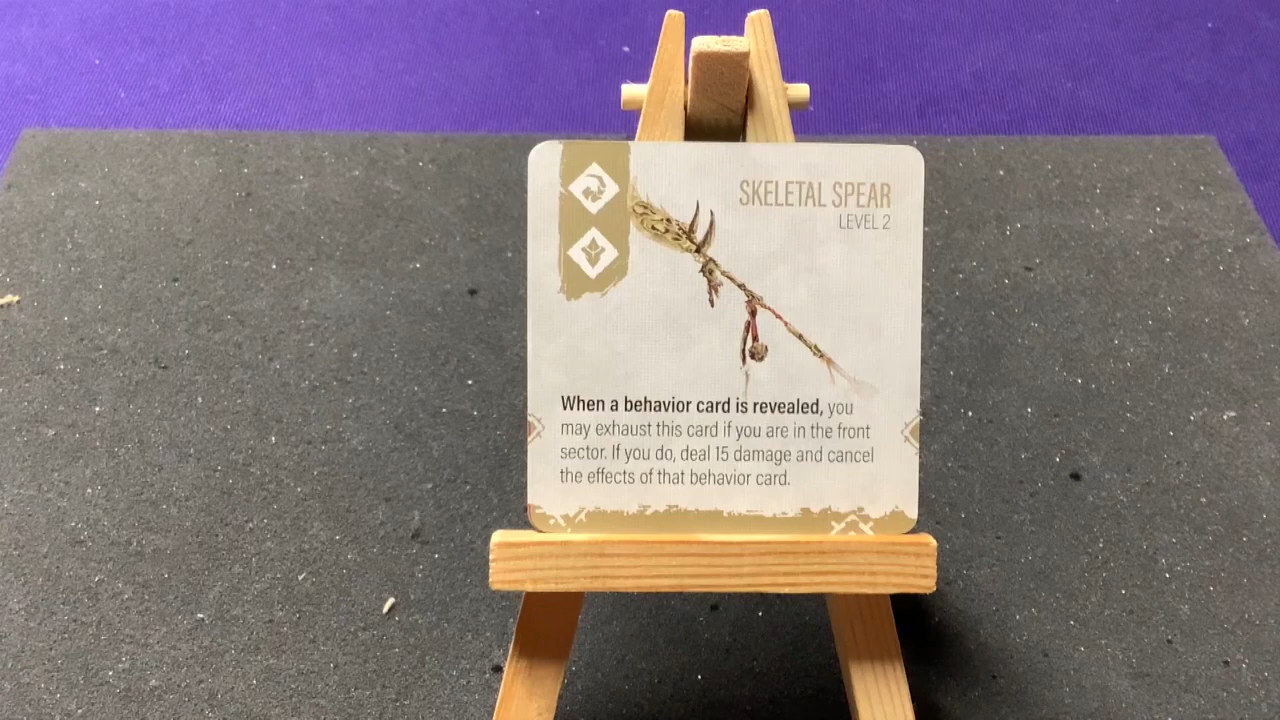 SKELETAL SPEAR
LEVEL 2
When a behavior card is revealed, you
may exhaust this card if you are in the front
sector. If you do, deal 15 damage and cancel
the effects of that behavior card.